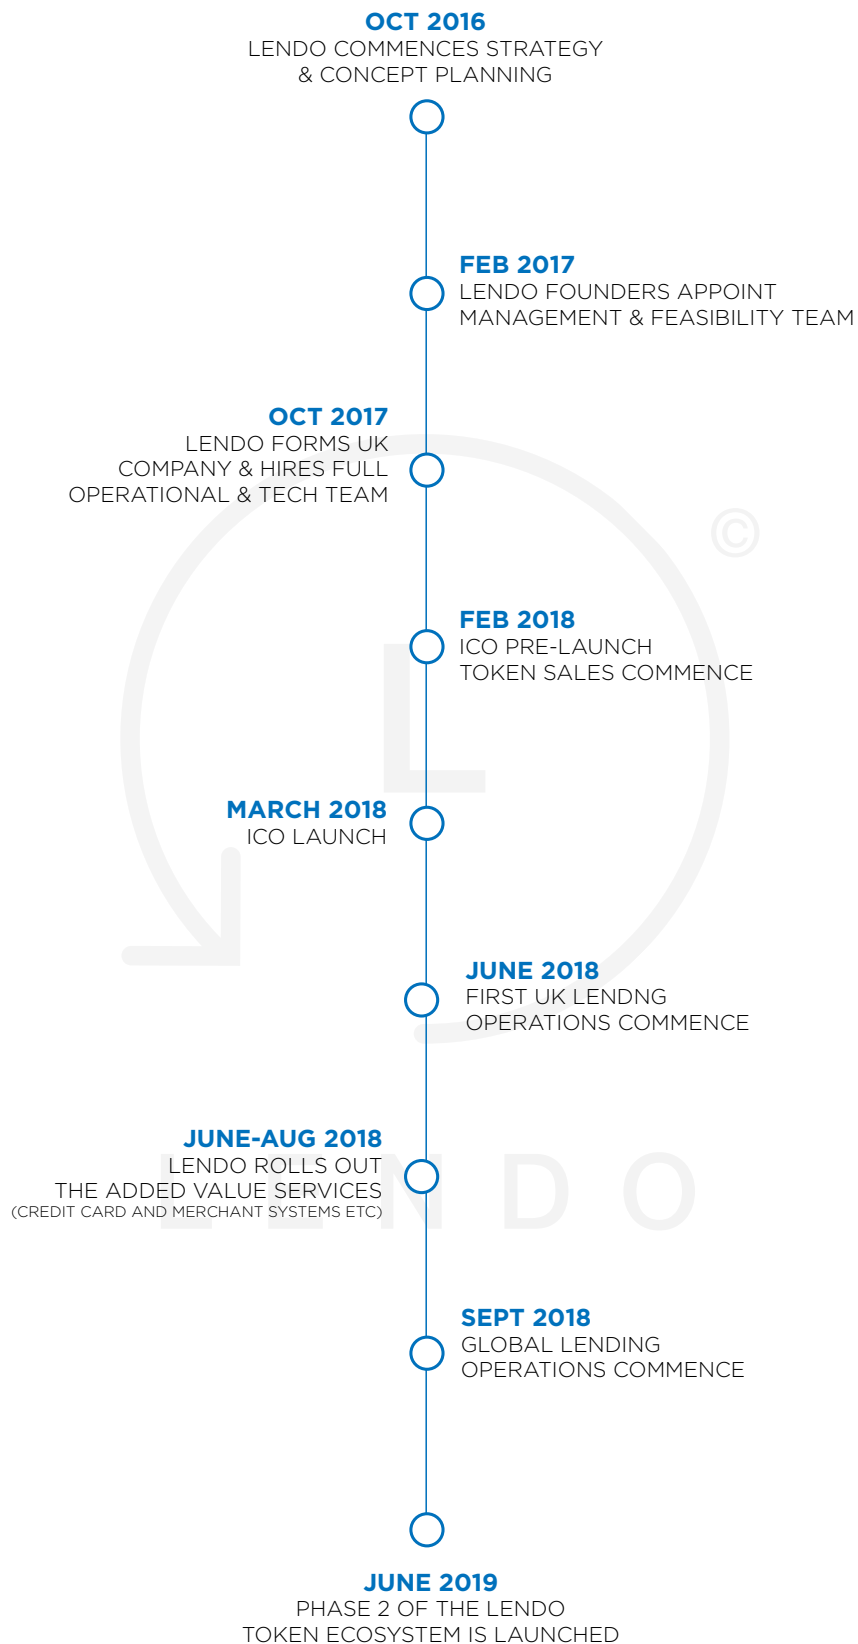 OCT 2016
LENDO COMMENCES STRATEGY
& CONCEPT PLANNING
FEB 2017
LENDO FOUNDERS APPOINT
MANAGEMENT & FEASIBILITY TEAM
OCT 2017
LENDO FORMS UK
COMPANY & HIRES FULL
OPERATIONAL & TECH TEAM
©
FEB 2018
ICO PRE-LAUNCH
TOKEN SALES COMMENCE
L
MARCH 2018
ICO LAUNCH
JUNE 2018
FIRST UK LENDNG
OPERATIONS COMMENCE
JUNE-AUG 2018
LENDO ROLLS OUT
THE ADDED VALUE SERVICES
(CREDIT CARD AND MERCHANT SYSTEMS ETC)
LENDO
SEPT 2018
GLOBAL LENDING
OPERATIONS COMMENCE
JUNE 2019
PHASE 2 OF THE LENDO
TOKEN ECOSYSTEM IS LAUNCHED